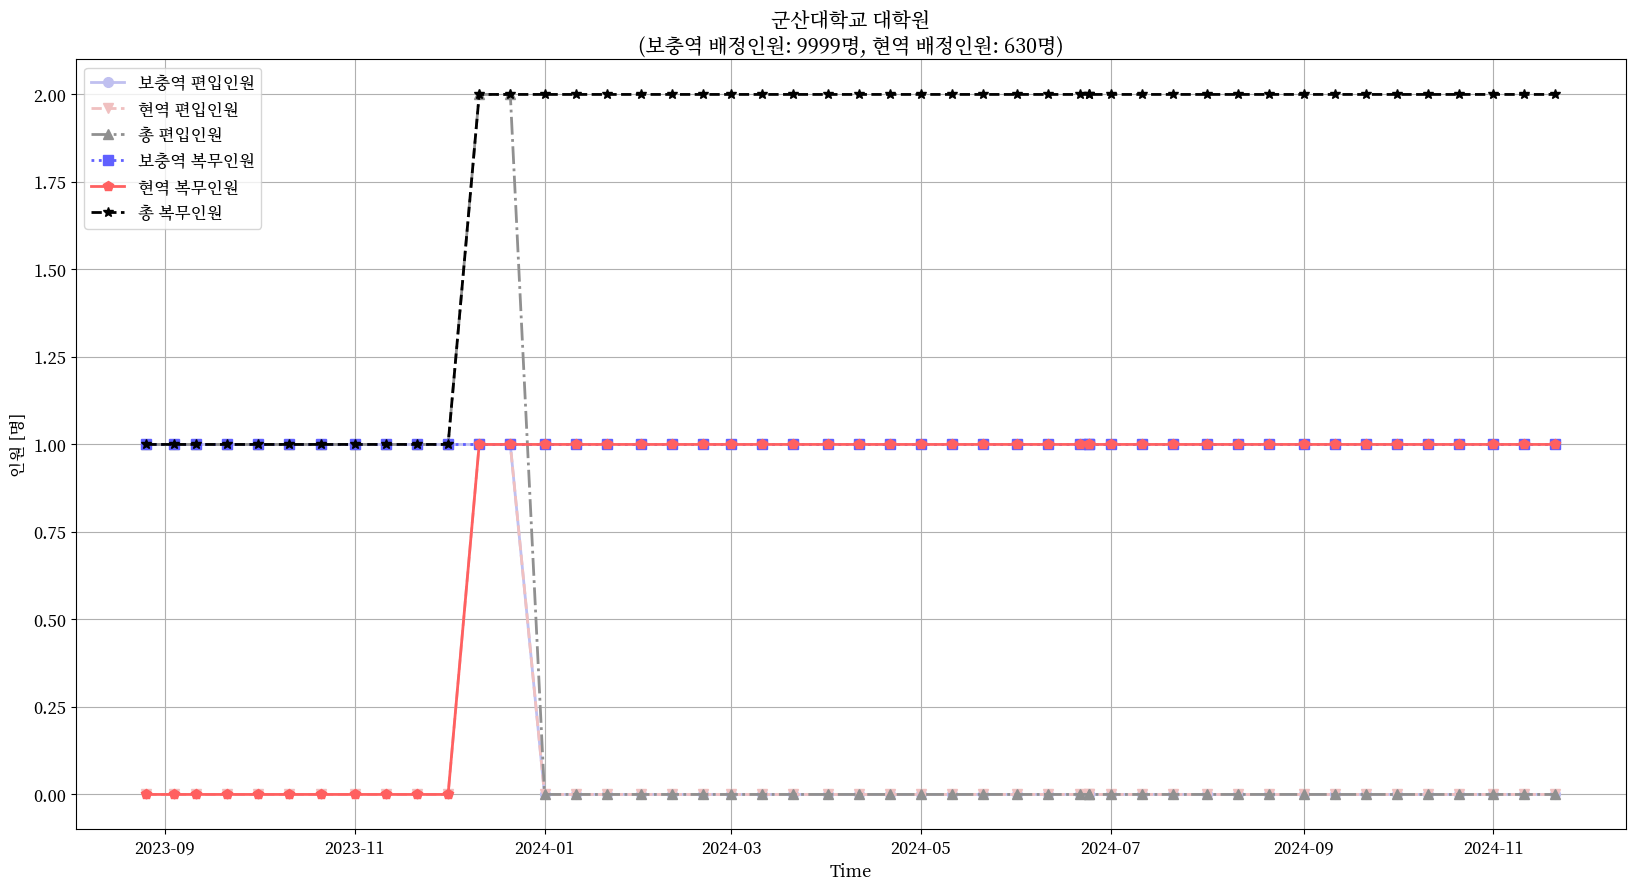 군산대학교 대학원
(보충역 배정인원: 9999명, 현역 배정인원: 630명)
보충역 편입인원
현역 편입인원
총 편입인원
보충역 복무인원
현역 복무인원
총 복무인원
인원 [명]
2.00
1.75
1.50
1.25
1.00
0.75
0.50
0.25
0.00
2023-09 2023-11 2024-01 2024-03 2024-05 2024-07 2024-09 2024-11
Time